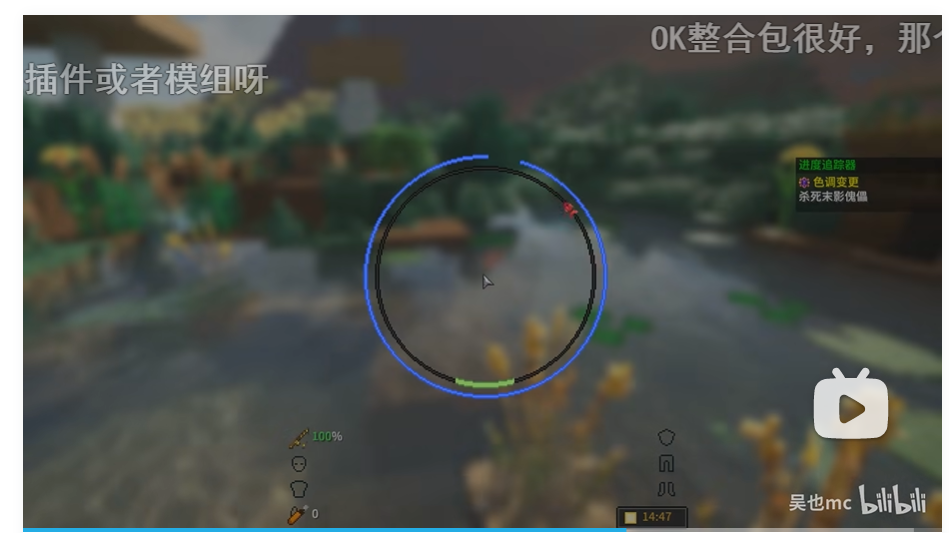 OK整合包很好，那
插件或者模组呀
进度追踪器
色调变更
杀死末影傀儡
100%
0
14:47
吴也mc bilibili